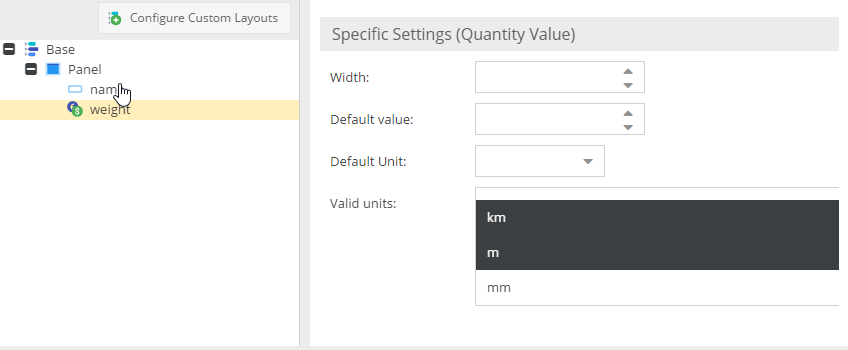 Configure Custom Layouts
Base
Panel
name
weight
Specific Settings (Quantity Value)
Width:
Default value:
Default Unit:
Valid units:
km
m
mm